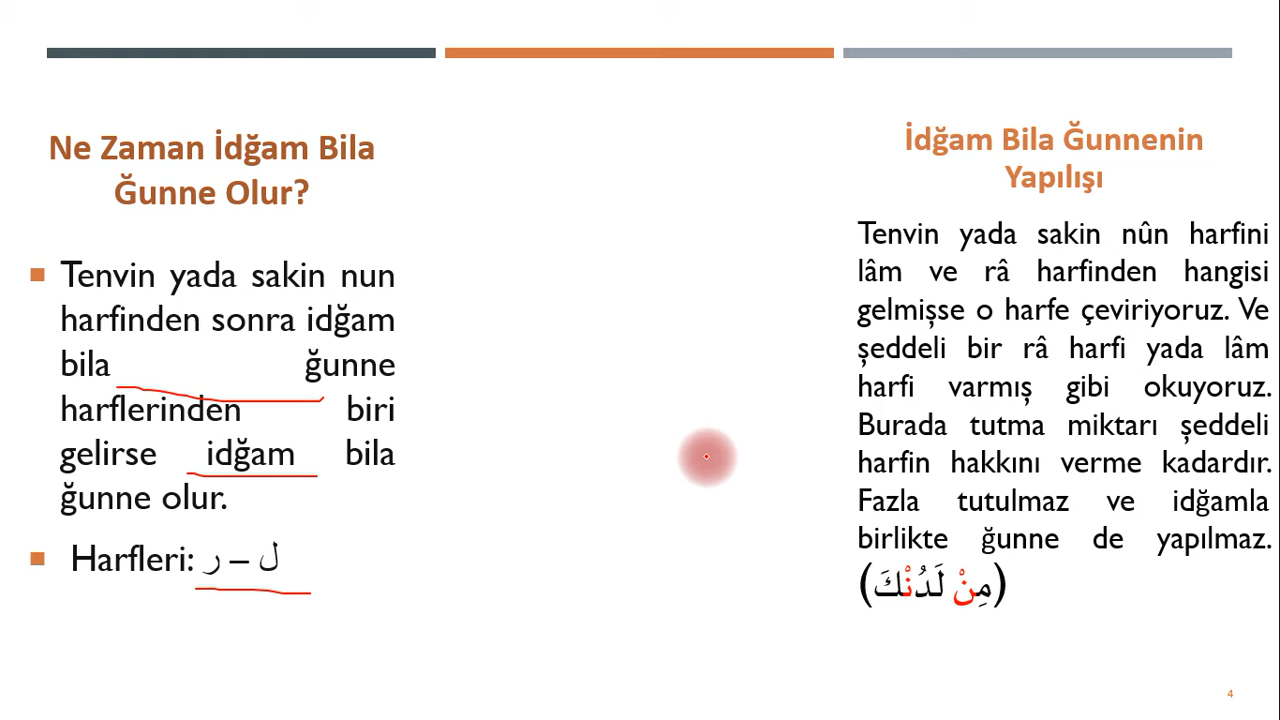 Ne Zaman İdğam Bila
Ğunne Olur?
Tenvin yada sakin nun
harfinden sonra idğam
bila ğunne
harflerinden biri
gelirse idğam bila
ğunne olur.
Harfleri: ل – ر
İdğam Bila Ğunnenin
Yapılışı
Tenvin yada sakin nûn harfini
lâm ve râ harfinden hangisi
gelmişse o harfe çeviriyoruz. Ve
şeddeli bir râ harfi yada lâm
harfi varmış gibi okuyoruz.
Burada tutma miktarı şeddeli
harfin hakkını verme kadardır.
Fazla tutulmaz ve idğamla
birlikte ğunne de yapılmaz.
(مِنْ لَدُنْكَ)
4